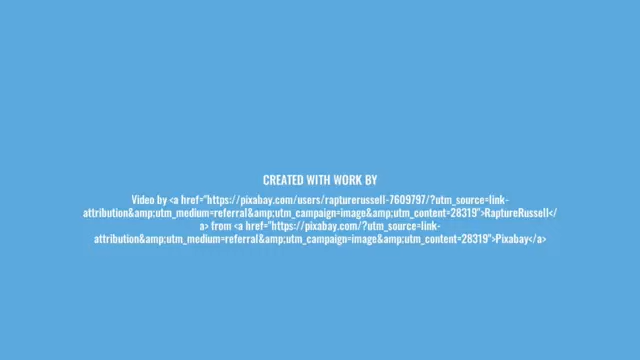 CREATED WITH WORK BY
Video by <a href="https://pixabay.com/users/rapturerussell-7609797/?utm_source=link-
attribution&amp;utm_medium=referral&amp;utm_campaign=image&amp;utm_content=28319">RaptureRussell</
a> from <a href="https://pixabay.com/?utm_source=link-
attribution&amp;utm_medium=referral&amp;utm_campaign=image&amp;utm_content=28319">Pixabay</a>